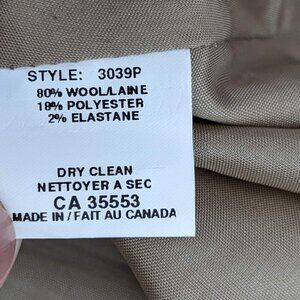 STYLE: 3039P
80% WOOL/LAINE
18% POLYESTER
2% ELASTANE
DRY CLEAN
NETTOYER A SEC
CA 35553
MADE IN / FAIT AU CANADA